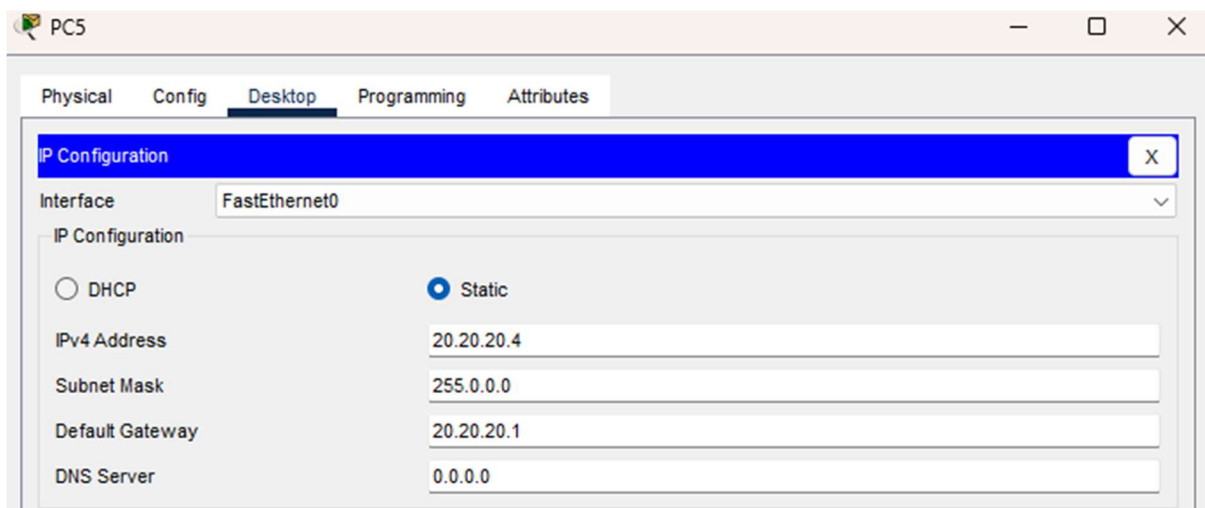 PC5
Physical Config Desktop Programming Attributes
IP Configuration X
Interface FastEthernet0
IP Configuration
DHCP Static
IPv4 Address 20.20.20.4
Subnet Mask 255.0.0.0
Default Gateway 20.20.20.1
DNS Server 0.0.0.0